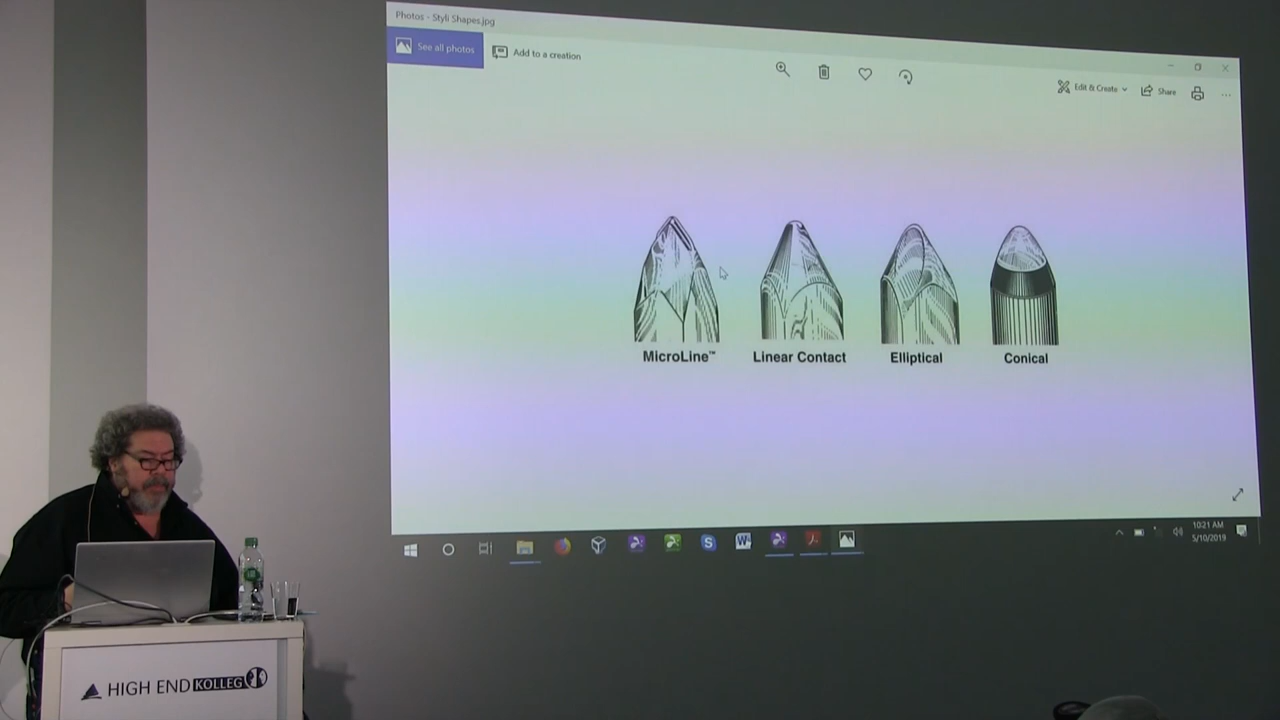 Photos - Styli Shapes.jpg
See all photos
Add to a creation
Edit & Create
Share
MicroLine™
Linear Contact
Elliptical
Conical
10:21 AM
5/10/2019
HIGH END KOLLEG